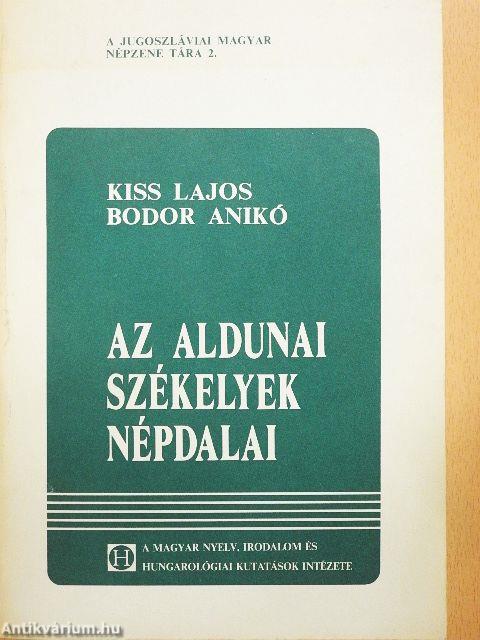 A JUGOSZLÁVIAI MAGYAR
NÉPZENE TÁRA 2.
KISS LAJOS
BODOR ANIKÓ
AZ ALDUNAI
SZÉKELYEK
NÉPDALAI
H
A MAGYAR NYELV, IRODALOM ÉS
HUNGAROLÓGIAI KUTATÁSOK INTÉZETE
Antikvárium.hu